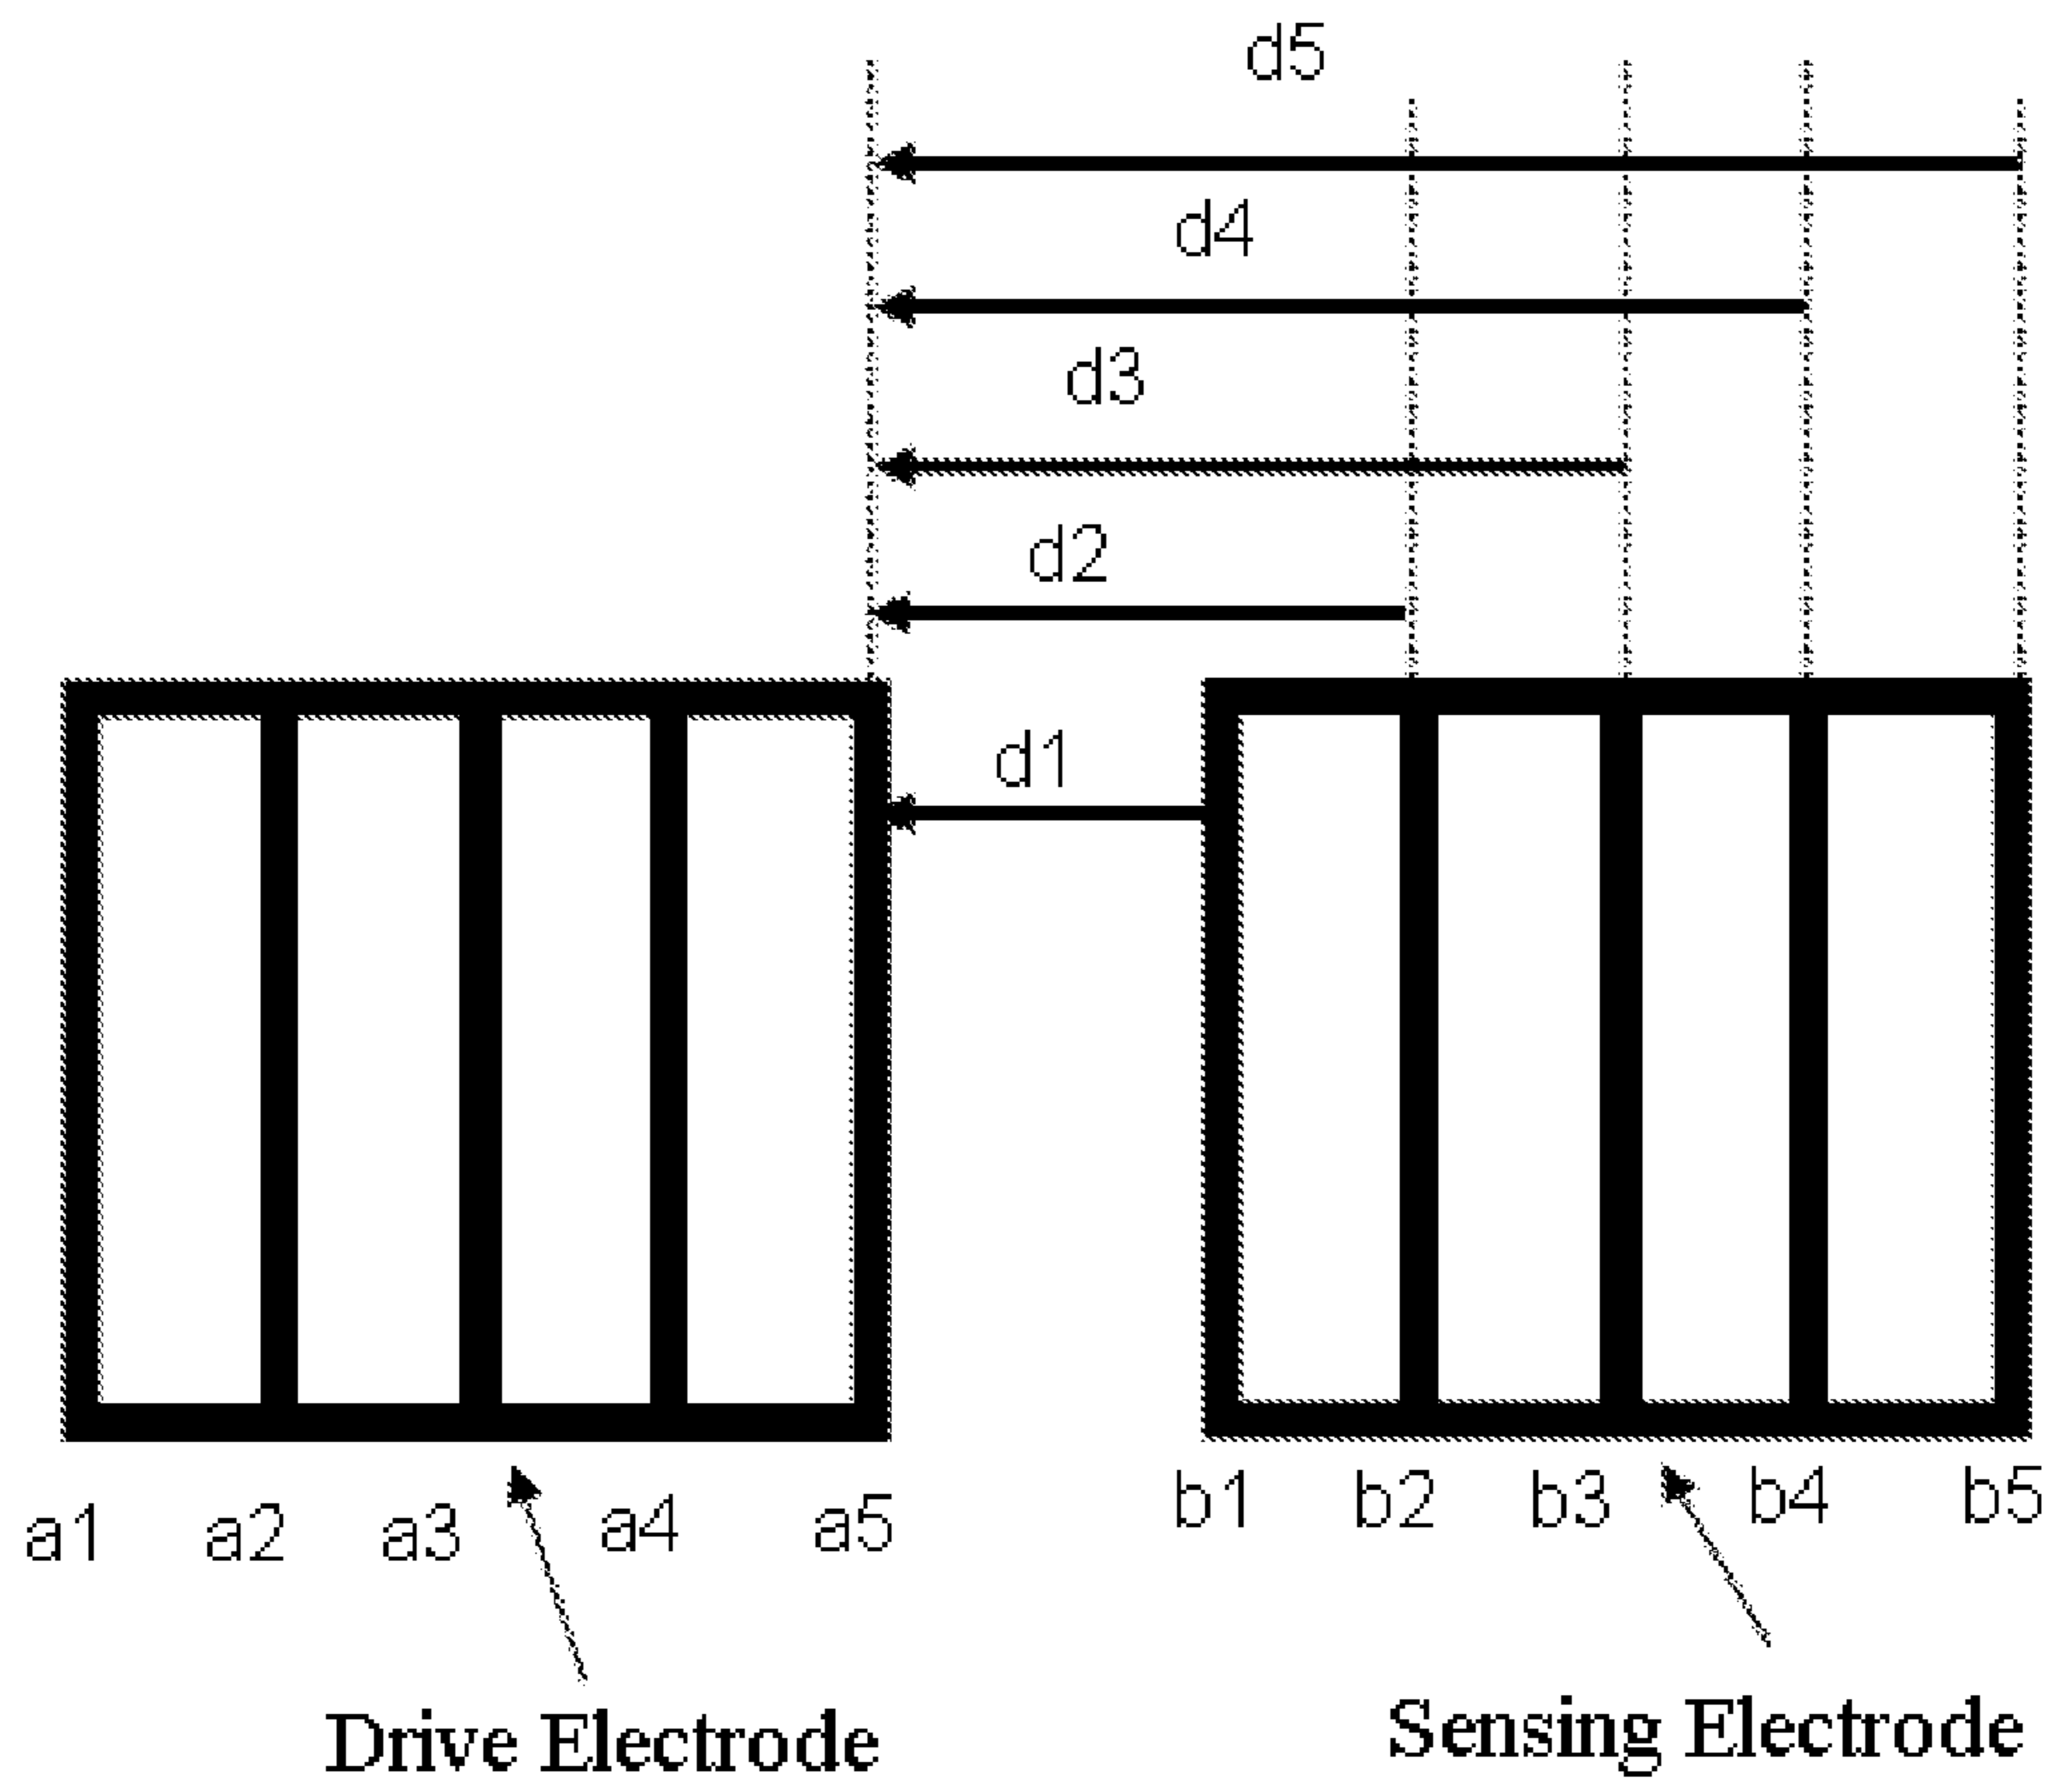 d5
d4
d3
d2
d1
a1 a2 a3 a4 a5 b1 b2 b3 b4 b5
Drive Electrode Sensing Electrode